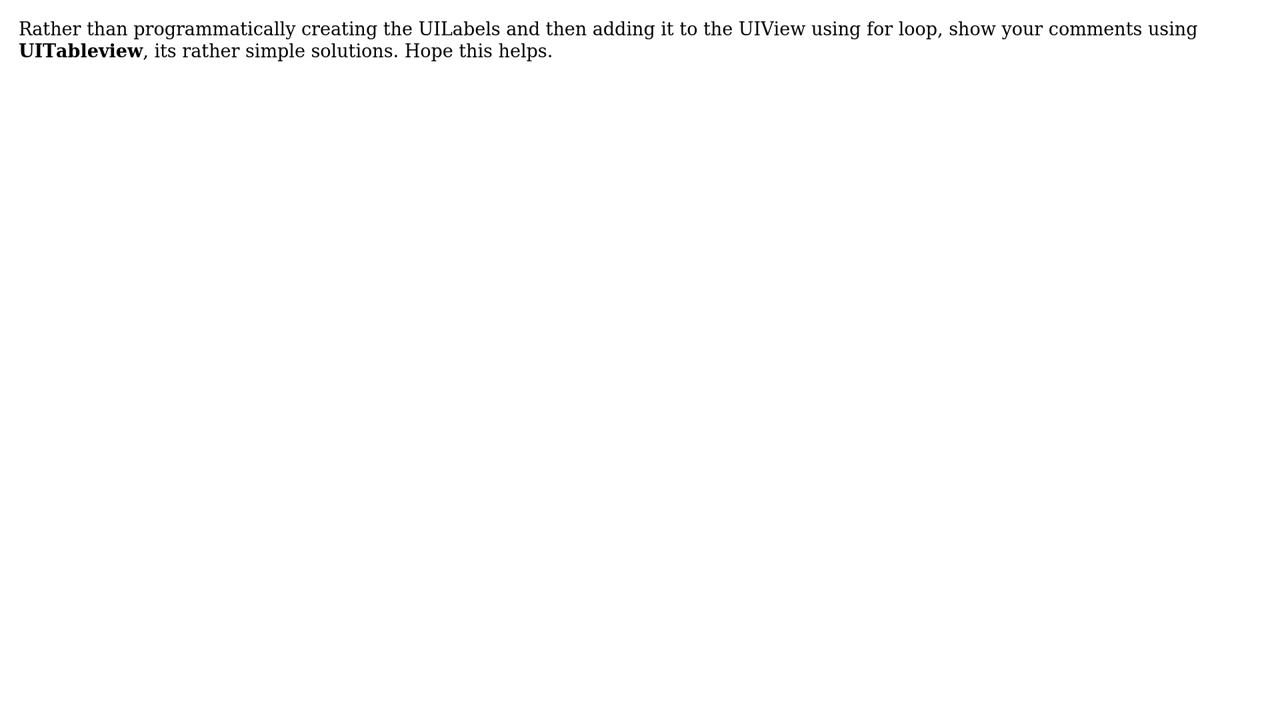 Rather than programmatically creating the UILabels and then adding it to the UIView using for loop, show your comments using
UITableview, its rather simple solutions. Hope this helps.